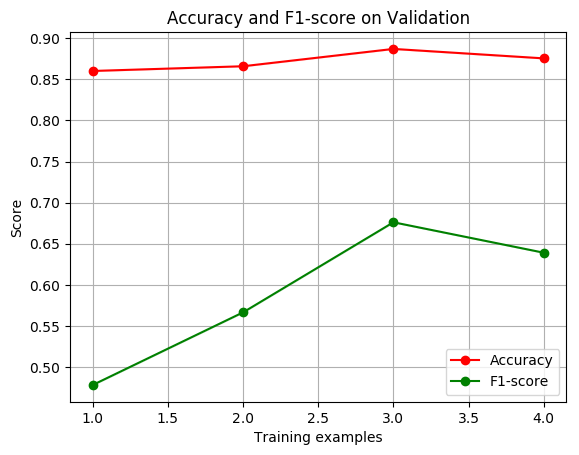 Accuracy and F1-score on Validation
0.90
0.85
0.80
0.75
0.70
0.65
0.60
0.55
0.50
Score
Accuracy
F1-score
1.0 1.5 2.0 2.5 3.0 3.5 4.0
Training examples